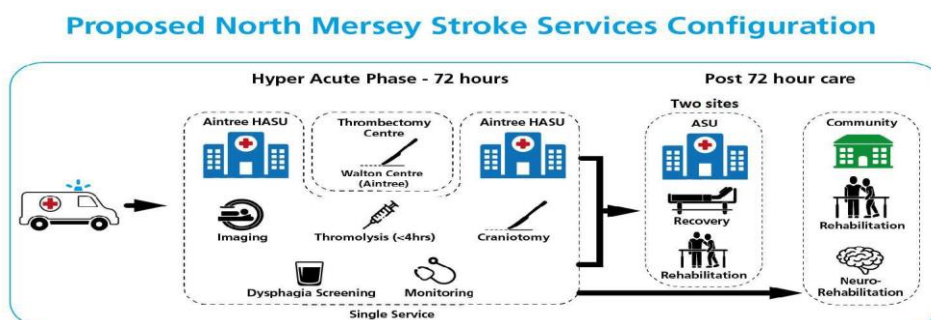 Proposed North Mersey Stroke Services Configuration
Hyper Acute Phase - 72 hours
Post 72 hour care
Two sites
Aintree HASU
Thrombectomy
Centre
Walton Centre
(Aintree)
Aintree HASU
ASU
Community
Imaging
Thromolysis (<4hrs)
Craniotomy
Recovery
Rehabilitation
Dysphagia Screening
Monitoring
Rehabilitation
Neuro-
Rehabilitation
Single Service